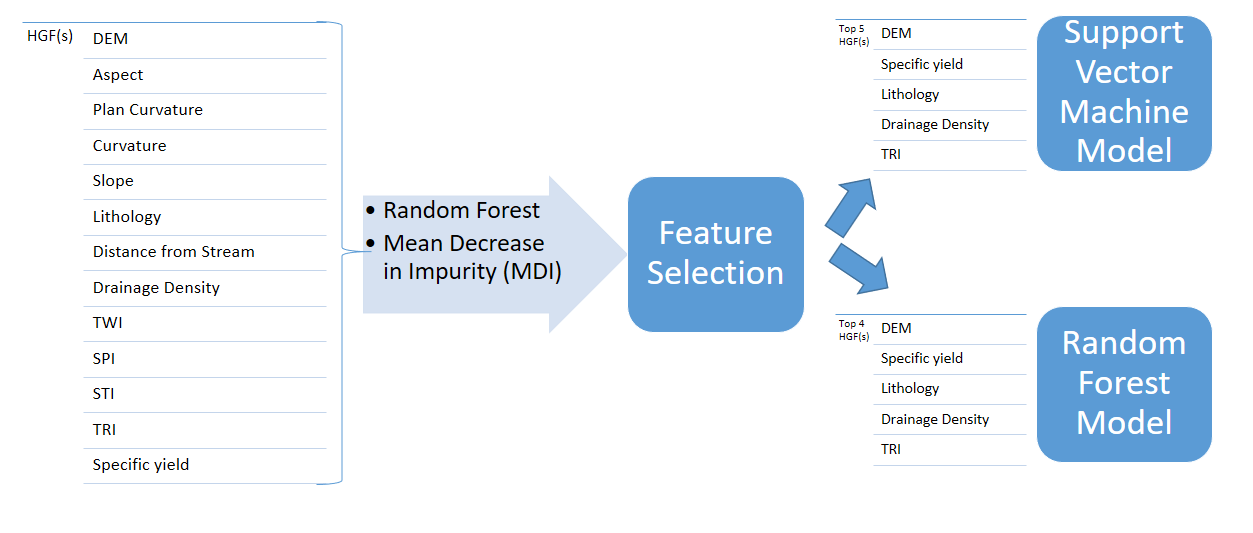 HGF(s)
DEM
Aspect
Plan Curvature
Curvature
Slope
Lithology
Distance from Stream
Drainage Density
TWI
SPI
STI
TRI
Specific yield
• Random Forest
• Mean Decrease
in Impurity (MDI)
Feature
Selection
Top 5
HGF(s)
DEM
Specific yield
Lithology
Drainage Density
TRI
Support
Vector
Machine
Model
Top 4
HGF(s)
DEM
Specific yield
Lithology
Drainage Density
TRI
Random
Forest
Model